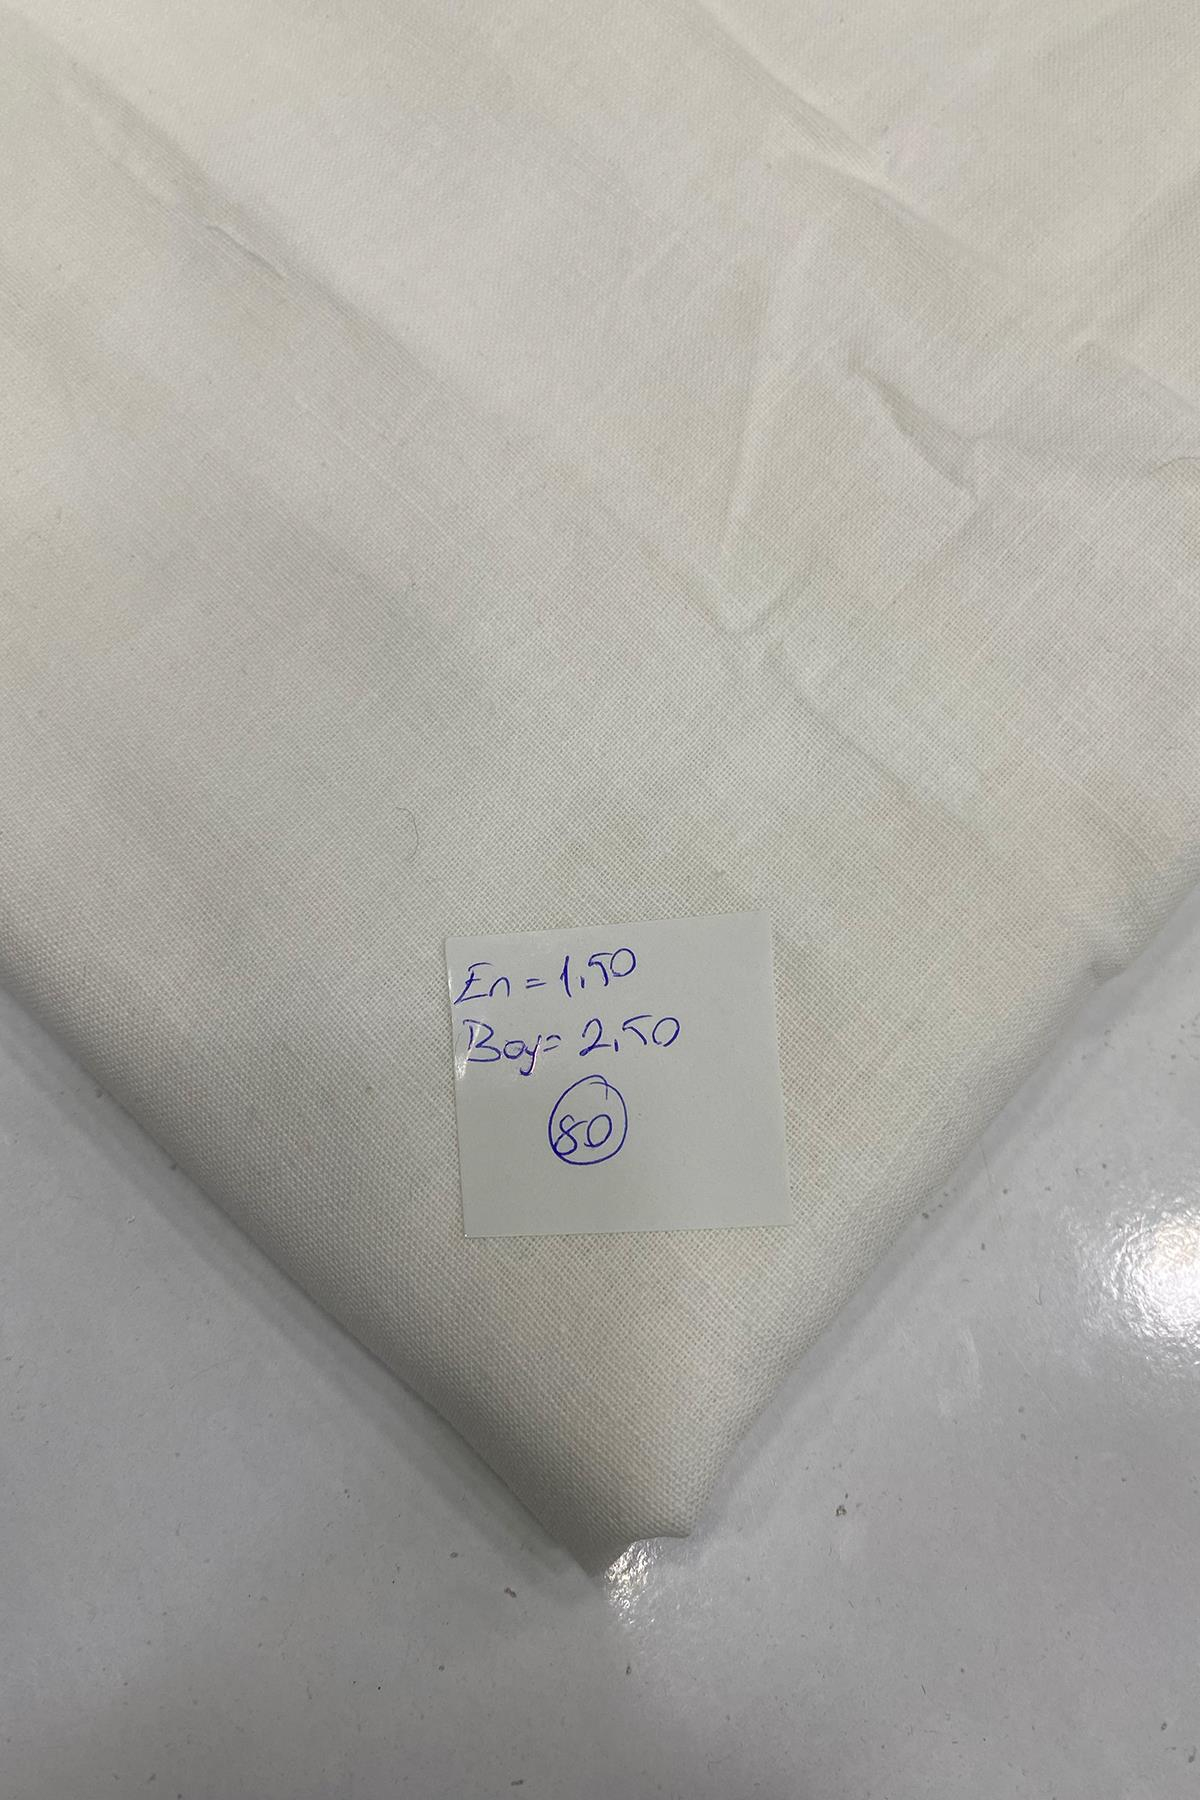 En = 1,50
Boy = 2,50
80